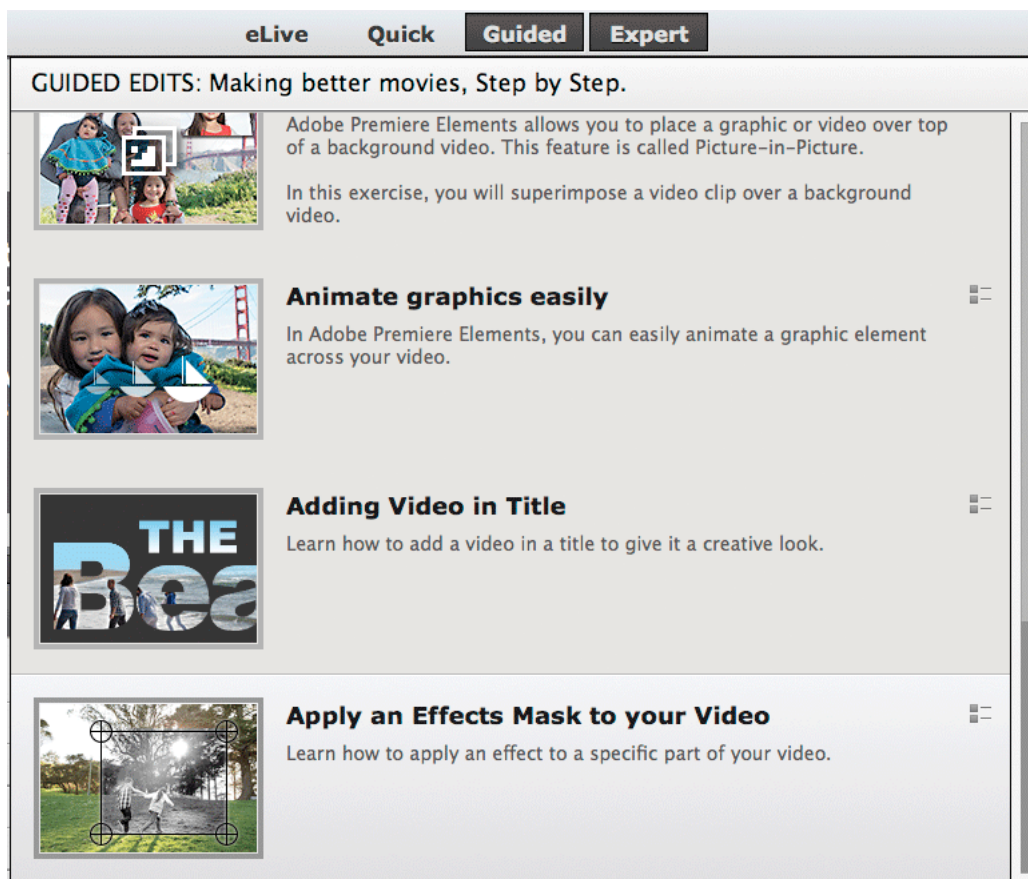 eLive Quick Guided Expert
GUIDED EDITS: Making better movies, Step by Step.
Adobe Premiere Elements allows you to place a graphic or video over top
of a background video. This feature is called Picture-in-Picture.
In this exercise, you will superimpose a video clip over a background
video.
Animate graphics easily
In Adobe Premiere Elements, you can easily animate a graphic element
across your video.
THE
Bea
Adding Video in Title
Learn how to add a video in a title to give it a creative look.
Apply an Effects Mask to your Video
Learn how to apply an effect to a specific part of your video.